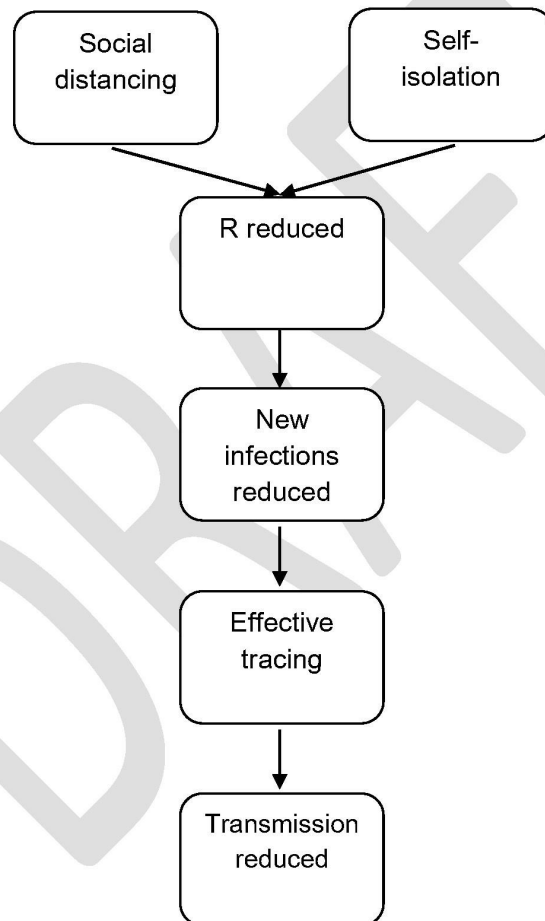 Social
distancing
Self-
isolation
R reduced
New
infections
reduced
Effective
tracing
Transmission
reduced
DRAFT